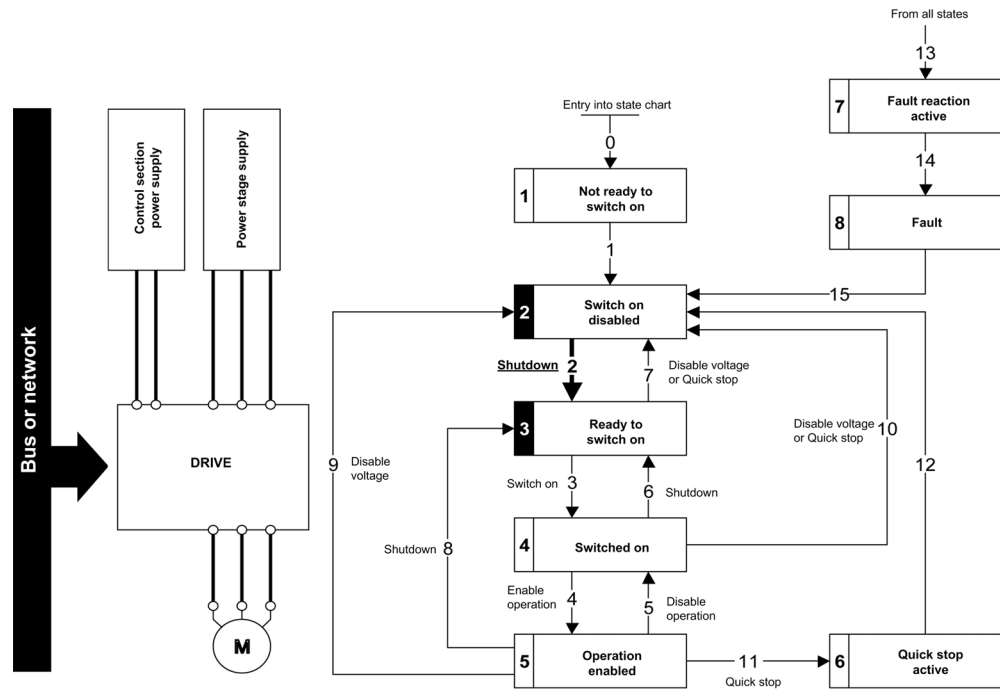 From all states
13
7
Fault reaction
active
14
8
Fault
15
Entry into state chart
0
1
Not ready to
switch on
1
2
Switch on
disabled
Shutdown
2
7
Disable voltage
or Quick stop
3
Ready to
switch on
Switch on
3
6
Shutdown
4
Switched on
Enable
operation
4
5
Disable
operation
5
Operation
enabled
11
Quick stop
6
Quick stop
active
Disable voltage
or Quick stop
10
12
9
Disable
voltage
Shutdown
8
Control section
power supply
Power stage supply
Bus or network
DRIVE
M